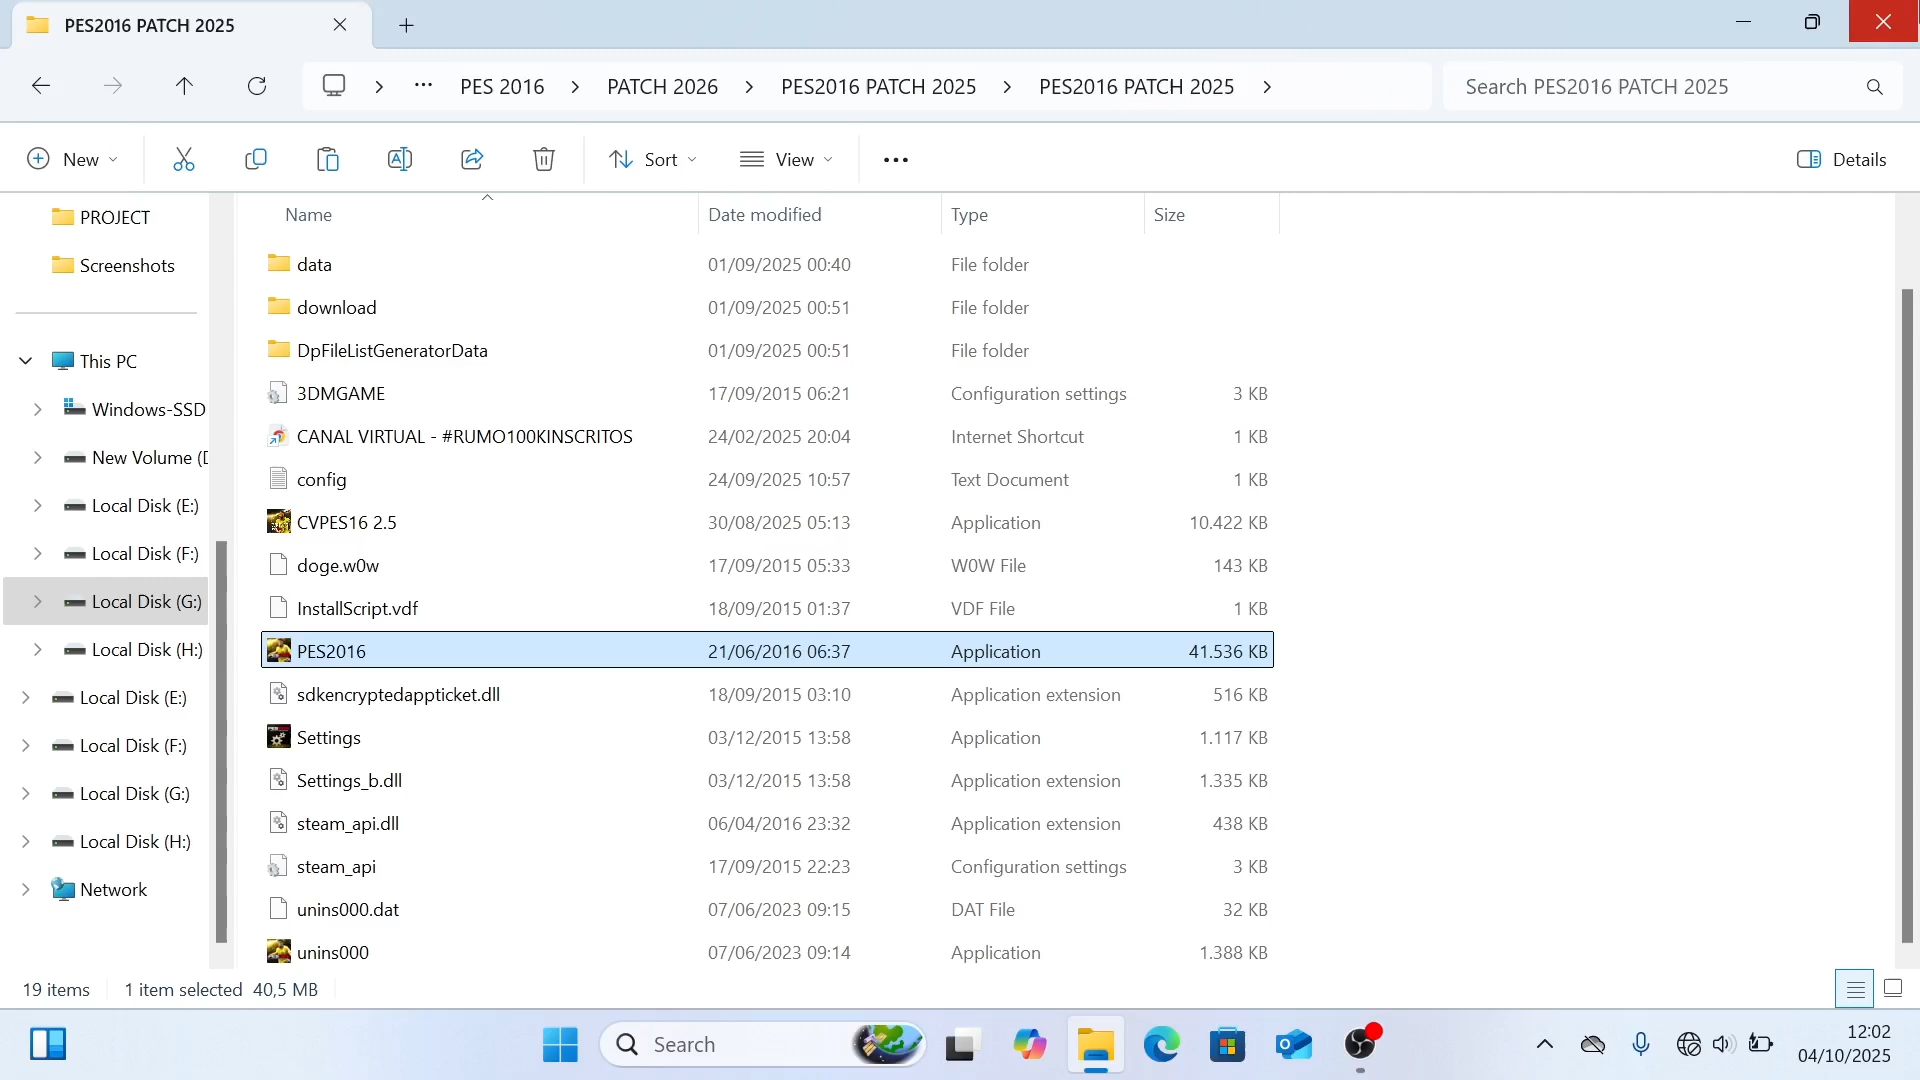 PES2016 PATCH 2025
PES 2016 PATCH 2026 PES2016 PATCH 2025 PES2016 PATCH 2025
Search PES2016 PATCH 2025
New Sort View Details
PROJECT
Screenshots
This PC
Windows-SSD
New Volume (D
Local Disk (E:)
Local Disk (F:)
Local Disk (G:)
Local Disk (H:)
Local Disk (E:)
Local Disk (F:)
Local Disk (G:)
Local Disk (H:)
Network
Name Date modified Type Size
data 01/09/2025 00:40 File folder
download 01/09/2025 00:51 File folder
DpFileListGeneratorData 01/09/2025 00:51 File folder
3DMGAME 17/09/2015 06:21 Configuration settings 3 KB
CANAL VIRTUAL - #RUMO100KINSCRITOS 24/02/2025 20:04 Internet Shortcut 1 KB
config 24/09/2025 10:57 Text Document 1 KB
CVPES16 2.5 30/08/2025 05:13 Application 10.422 KB
doge.w0w 17/09/2015 05:33 W0W File 143 KB
InstallScript.vdf 18/09/2015 01:37 VDF File 1 KB
PES2016 21/06/2016 06:37 Application 41.536 KB
sdkencryptedappticket.dll 18/09/2015 03:10 Application extension 516 KB
Settings 03/12/2015 13:58 Application 1.117 KB
Settings_b.dll 03/12/2015 13:58 Application extension 1.335 KB
steam_api.dll 06/04/2016 23:32 Application extension 438 KB
steam_api 17/09/2015 22:23 Configuration settings 3 KB
unins000.dat 07/06/2023 09:15 DAT File 32 KB
unins000 07/06/2023 09:14 Application 1.388 KB
19 items 1 item selected 40,5 MB
Search
12:02
04/10/2025